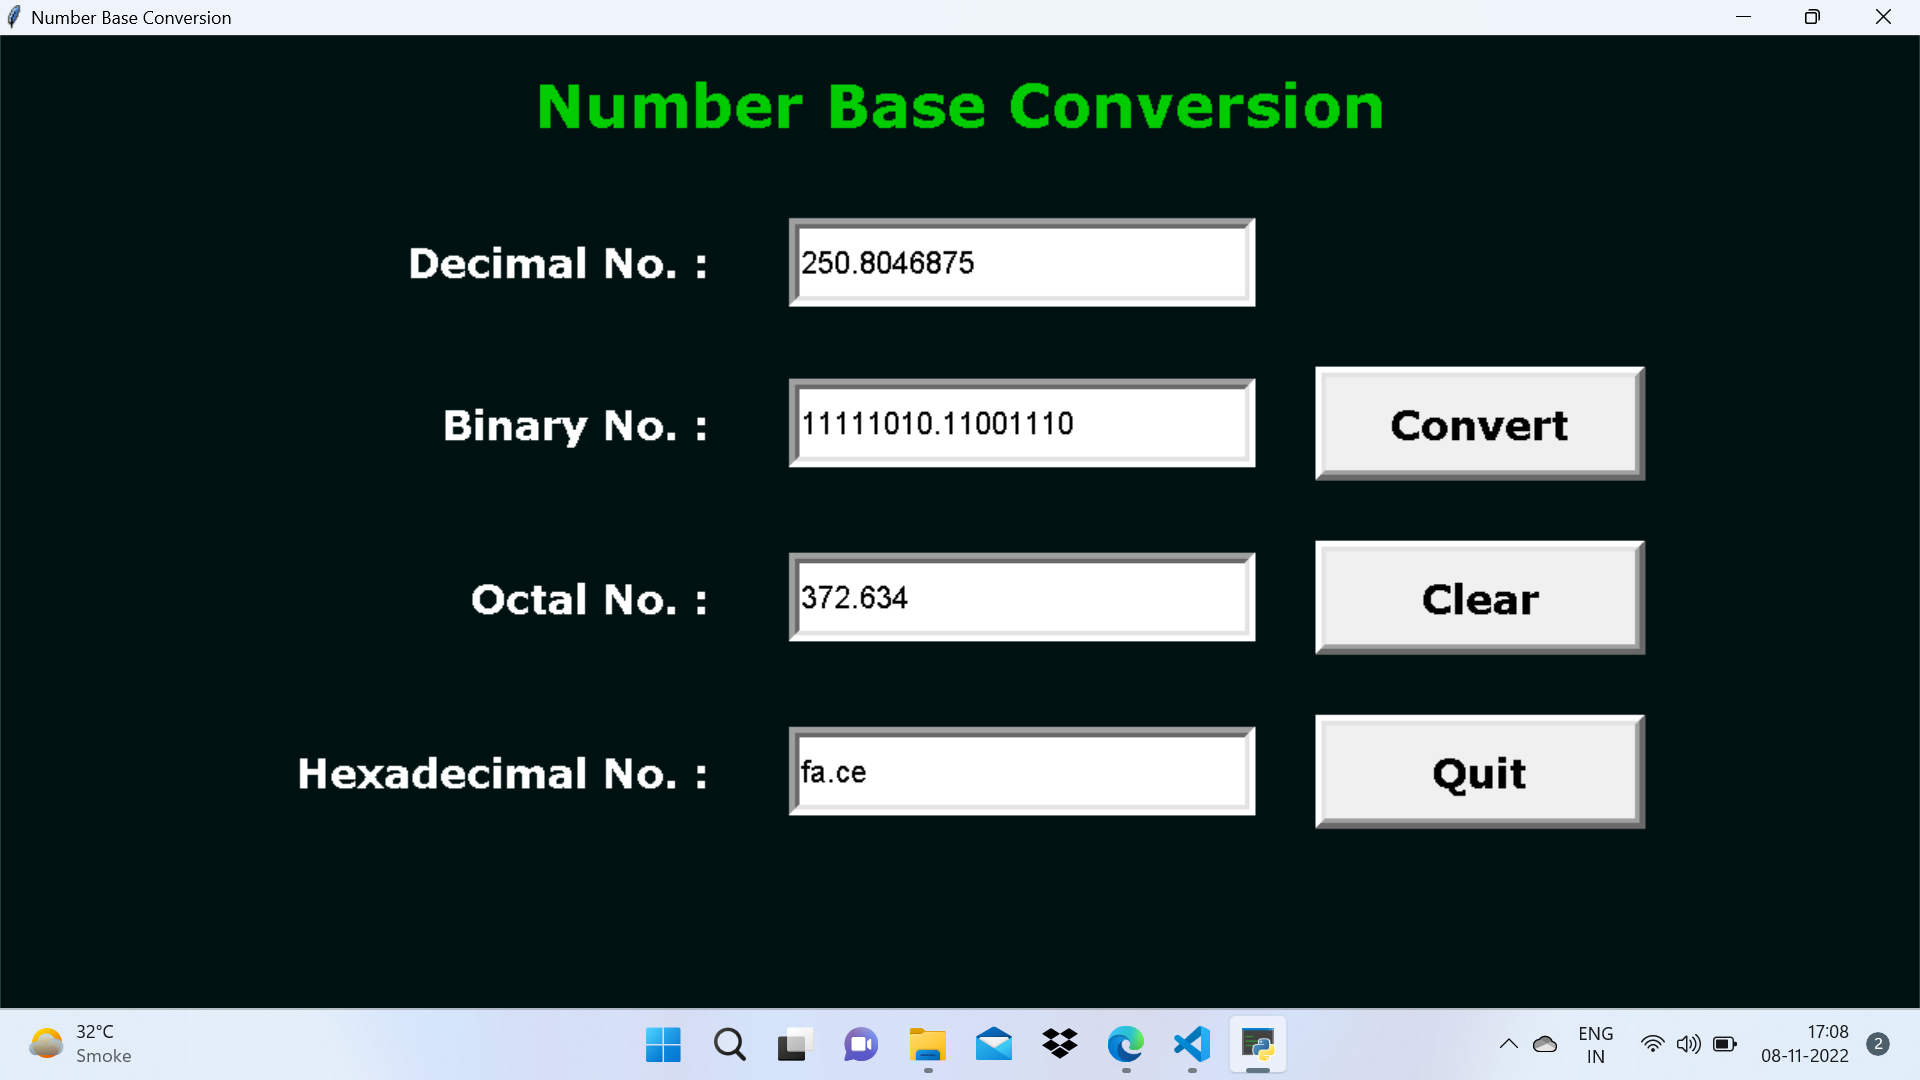 Number Base Conversion
Number Base Conversion
Decimal No. : 250.8046875
Binary No. : 11111010.11001110 Convert
Octal No. : 372.634 Clear
Hexadecimal No. : fa.ce Quit
32°C
Smoke
ENG
IN
17:08
08-11-2022
2